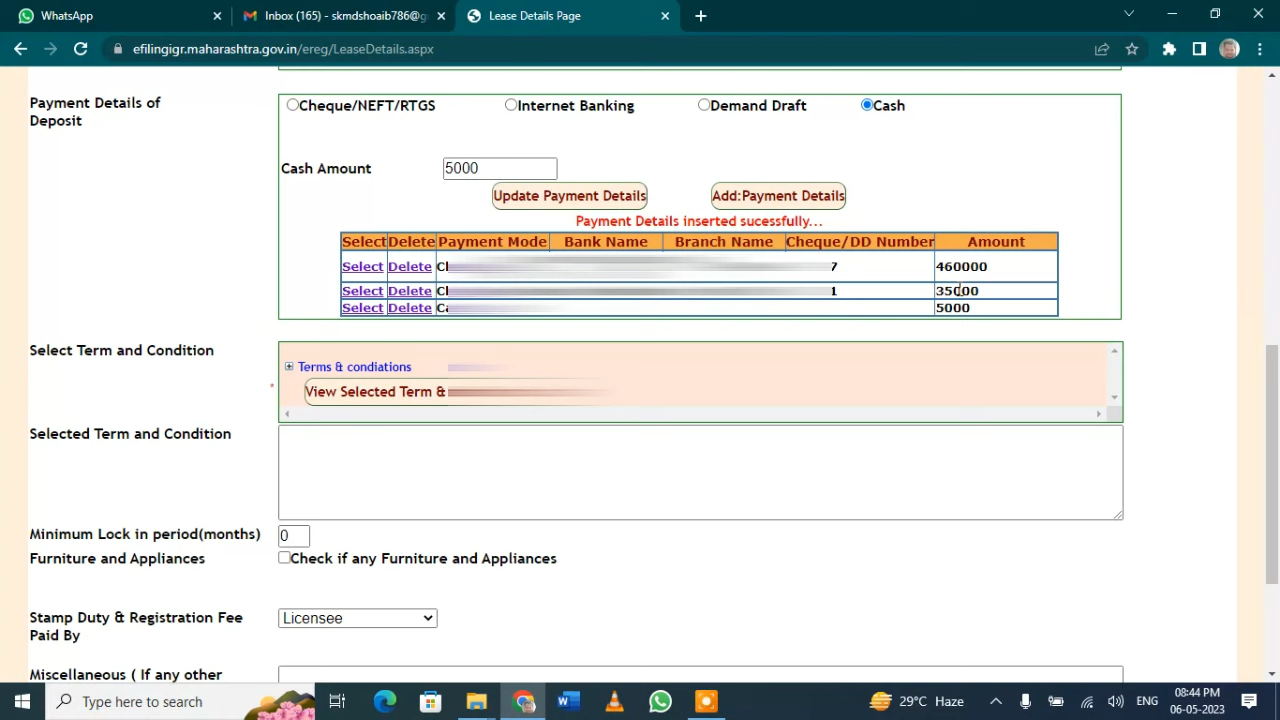 WhatsApp
Inbox (165) - skmdshoaib786@g
Lease Details Page
efilingigr.maharashtra.gov.in/ereg/LeaseDetails.aspx
Payment Details of
Deposit
Cheque/NEFT/RTGS Internet Banking Demand Draft Cash
Cash Amount 5000
Update Payment Details Add:Payment Details
Payment Details inserted sucessfully...
Select Delete Payment Mode Bank Name Branch Name Cheque/DD Number Amount
Select Delete 7 460000
Select Delete 1 35000
Select Delete 5000
Select Term and Condition
Terms & condiations
* View Selected Term &
Selected Term and Condition
Minimum Lock in period(months) 0
Furniture and Appliances Check if any Furniture and Appliances
Stamp Duty & Registration Fee
Paid By
Licensee
Miscellaneous ( If any other
Type here to search
29°C Haze
ENG
08:44 PM
06-05-2023